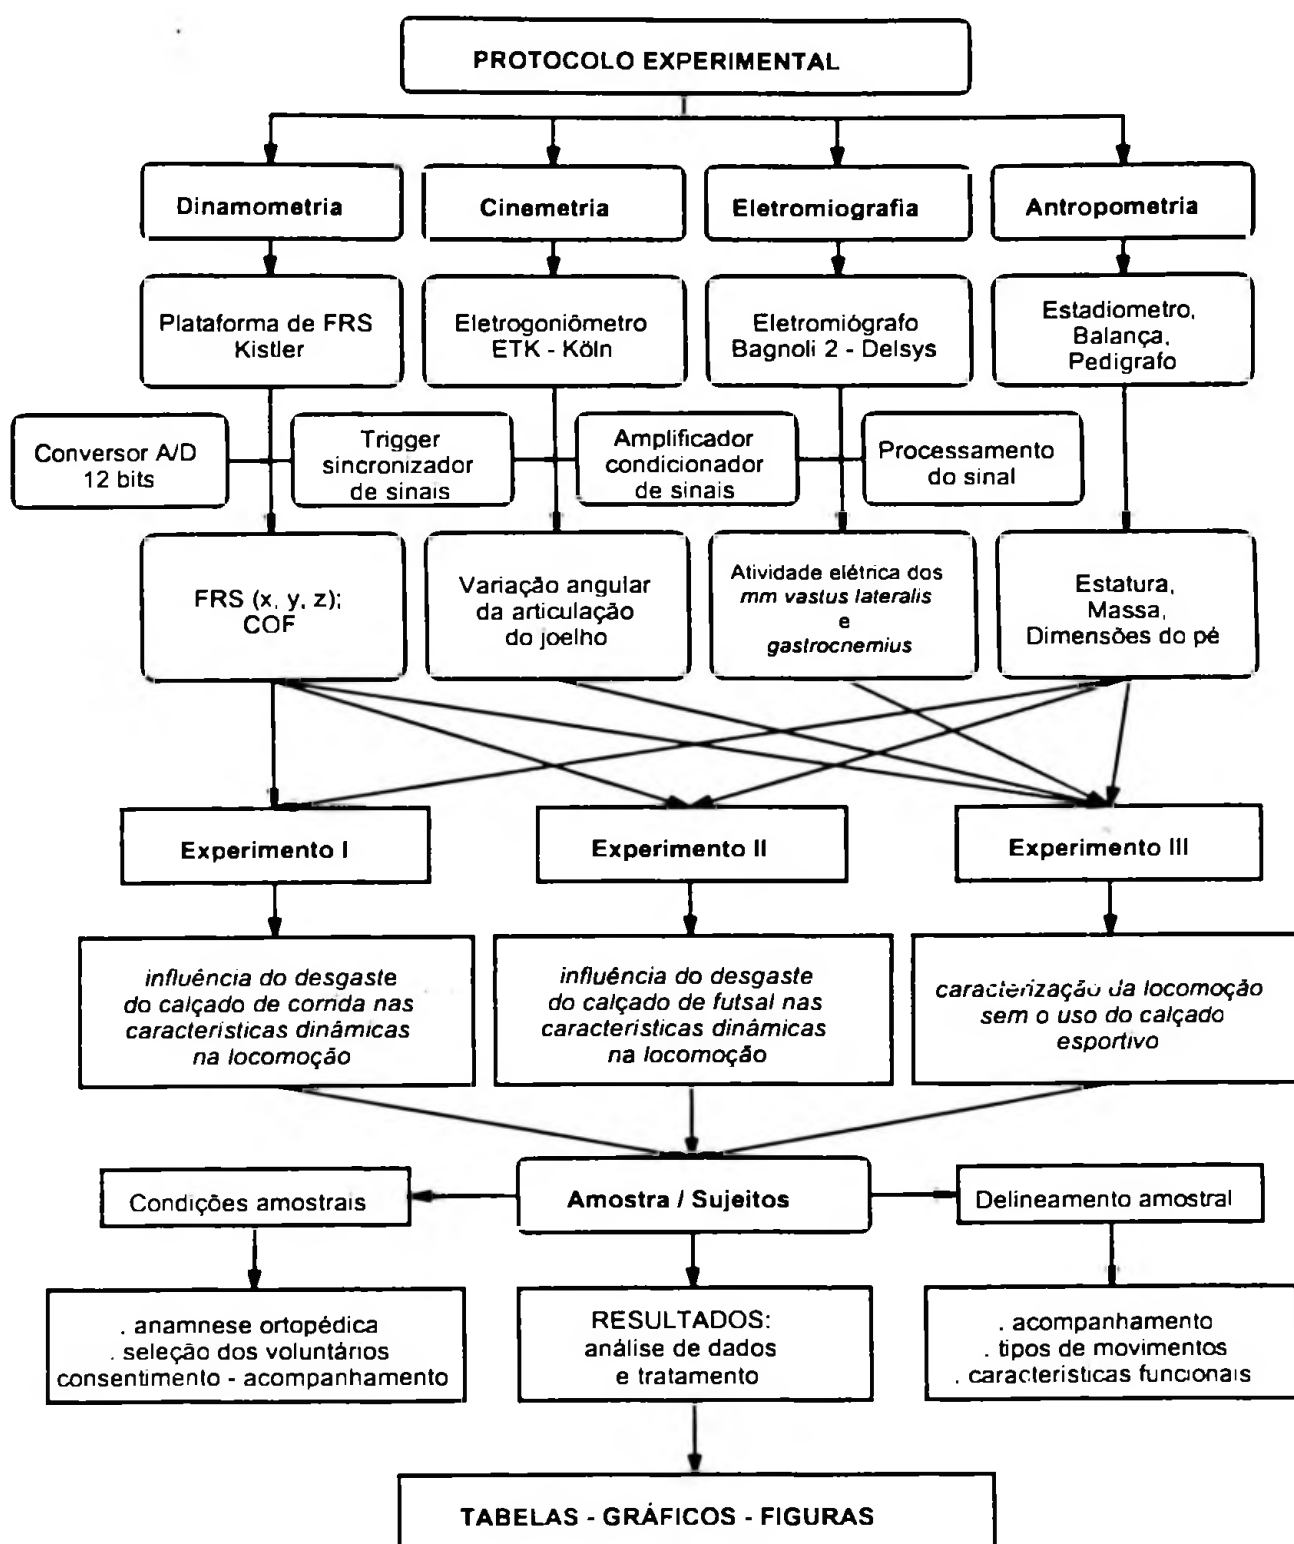 PROTOCOLO EXPERIMENTAL
Dinamometria
Cinemetria
Eletromiografia
Antropometria
Plataforma de FRS
Kistler
Eletrogoniômetro
ETK - Köln
Eletromiógrafo
Bagnoli 2 - Delsys
Estadiometro,
Balança,
Pedigrafo
Conversor A/D
12 bits
Trigger
sincronizador
de sinais
Amplificador
condicionador
de sinais
Processamento
do sinal
FRS (x, y, z);
COF
Variação angular
da articulação
do joelho
Atividade elétrica dos
mm vastus lateralis
e
gastrocnemius
Estatura,
Massa,
Dimensões do pé
Experimento I
Experimento II
Experimento III
influência do desgaste
do calçado de corrida nas
características dinâmicas
na locomoção
influência do desgaste
do calçado de futsal nas
características dinâmicas
na locomoção
caracterização da locomoção
sem o uso do calçado
esportivo
Condições amostrais
Amostra / Sujeitos
Delineamento amostral
. anamnese ortopédica
. seleção dos voluntários
consentimento - acompanhamento
RESULTADOS:
análise de dados
e tratamento
. acompanhamento
. tipos de movimentos
. características funcionais
TABELAS - GRÁFICOS - FIGURAS